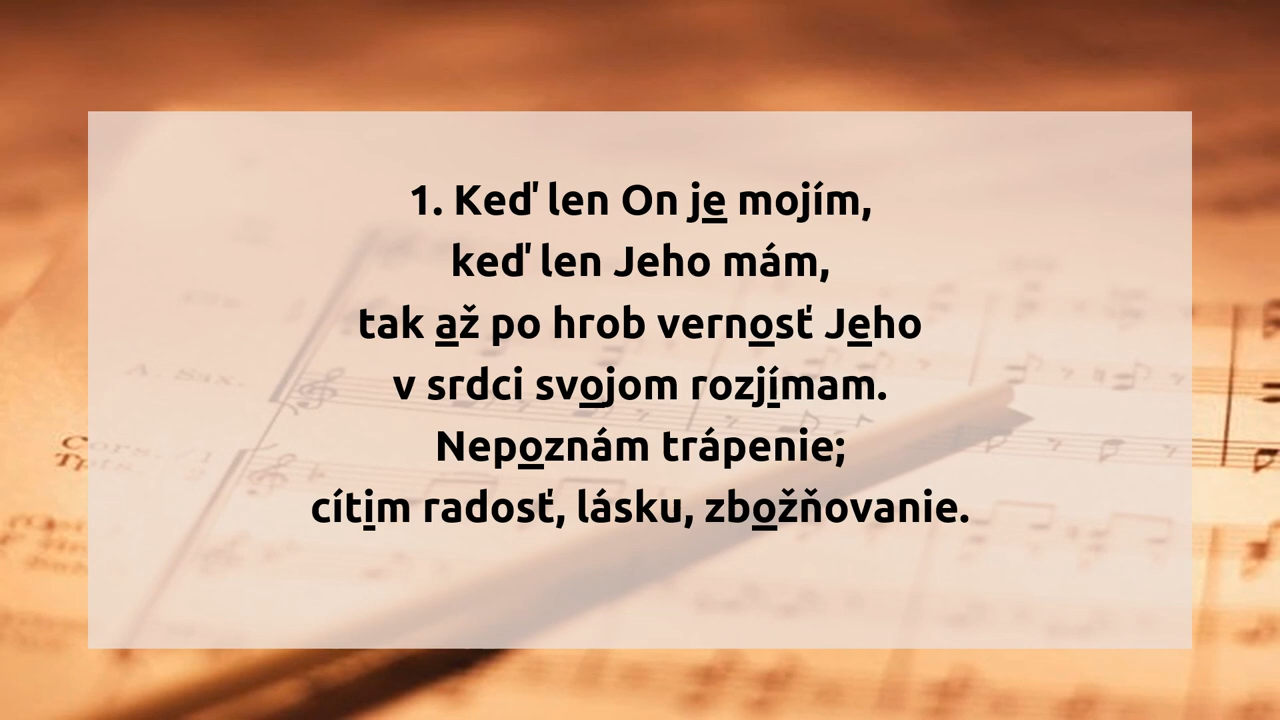 1. Keď len On je mojím,
keď len Jeho mám,
tak až po hrob vernosť Jeho
v srdci svojom rozjímam.
Nepoznám trápenie;
cítim radosť, lásku, zbožňovanie.
A. Sax.